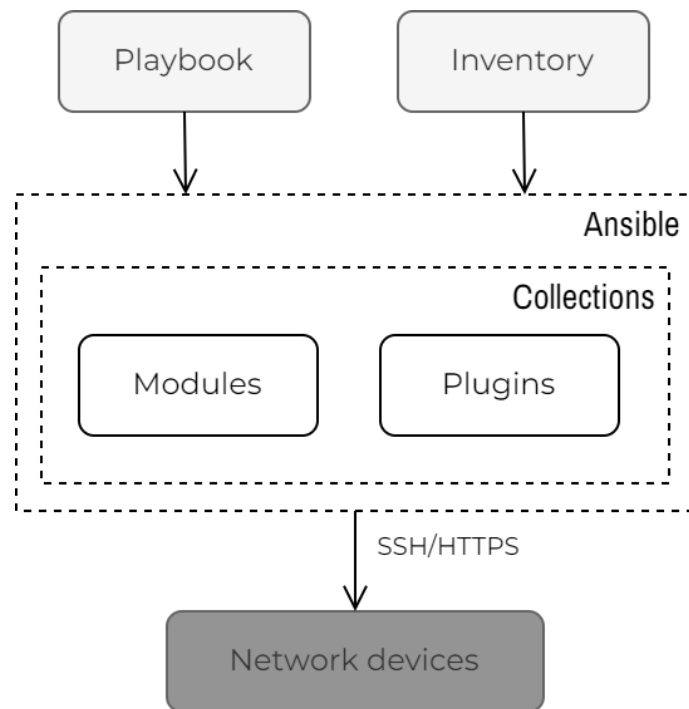 Playbook
Inventory
Ansible
Collections
Modules
Plugins
SSH/HTTPS
Network devices